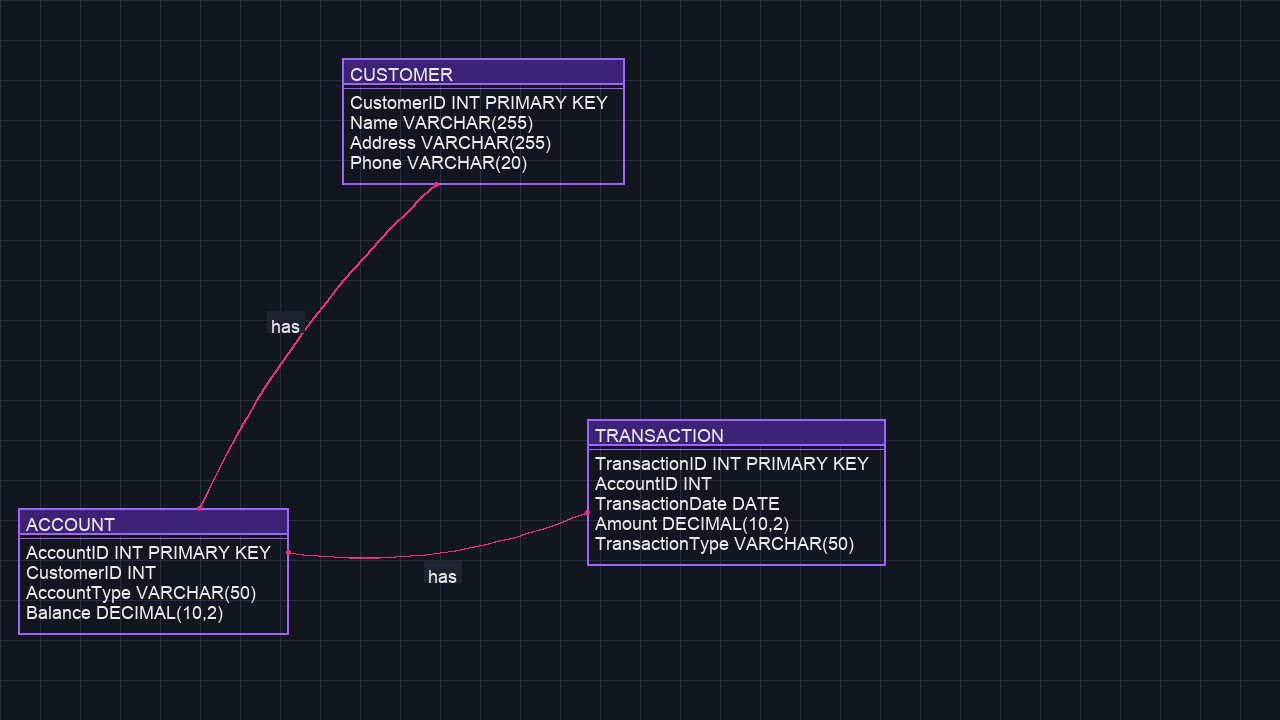 CUSTOMER
CustomerID INT PRIMARY KEY
Name VARCHAR(255)
Address VARCHAR(255)
Phone VARCHAR(20)
has
TRANSACTION
TransactionID INT PRIMARY KEY
AccountID INT
TransactionDate DATE
Amount DECIMAL(10,2)
TransactionType VARCHAR(50)
ACCOUNT
AccountID INT PRIMARY KEY
CustomerID INT
AccountType VARCHAR(50)
Balance DECIMAL(10,2)
has